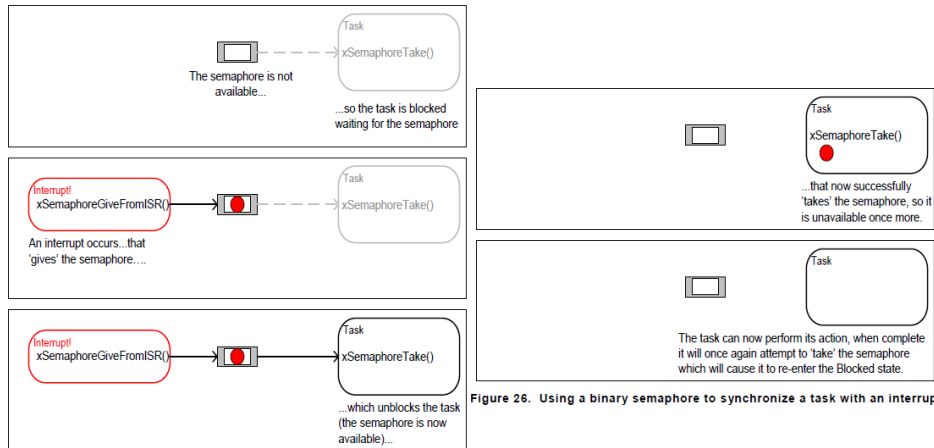 Task
xSemaphoreTake()
The semaphore is not
available...
...so the task is blocked
waiting for the semaphore
Interrupt!
xSemaphoreGiveFromISR()
Task
xSemaphoreTake()
An interrupt occurs...that
'gives' the semaphore....
Interrupt!
xSemaphoreGiveFromISR()
Task
xSemaphoreTake()
...which unblocks the task
(the semaphore is now
available)...
Task
xSemaphoreTake()
...that now successfully
'takes' the semaphore, so it
is unavailable once more.
Task
The task can now perform its action, when complete
it will once again attempt to 'take' the semaphore
which will cause it to re-enter the Blocked state.
Figure 26. Using a binary semaphore to synchronize a task with an interrup